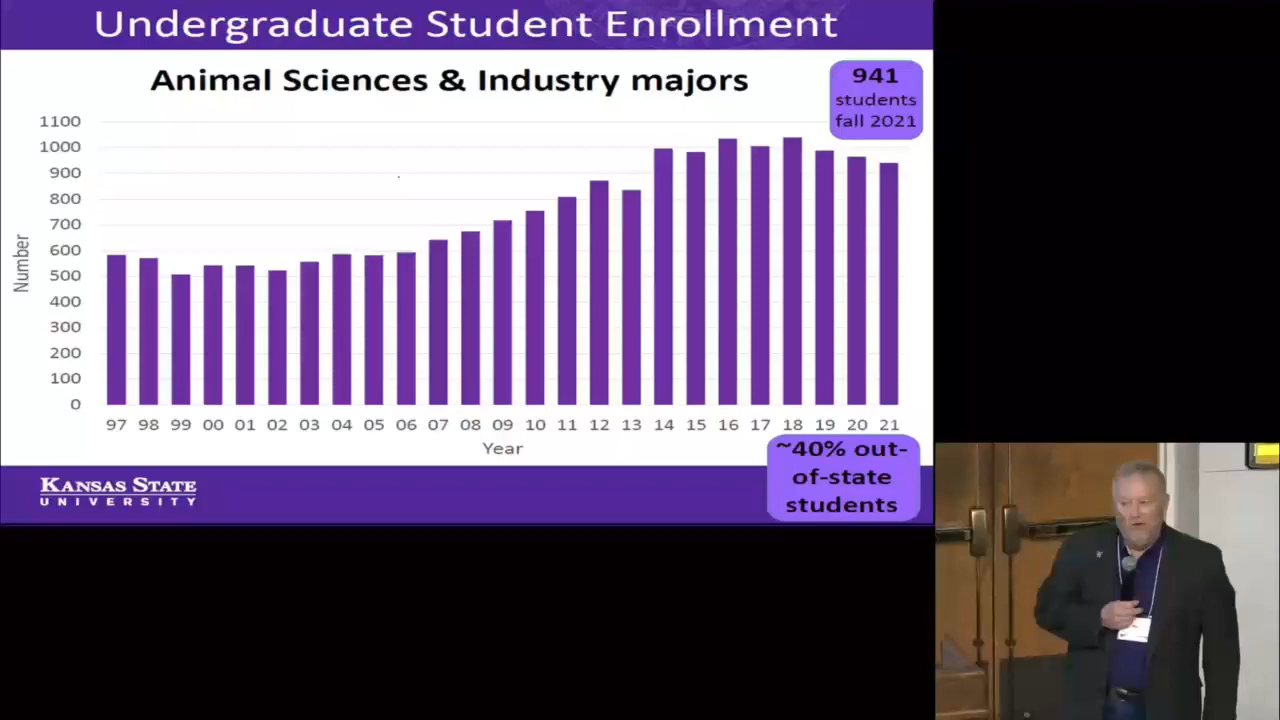 Undergraduate Student Enrollment
Animal Sciences & Industry majors
941
students
fall 2021
1100
1000
900
800
700
600
500
400
300
200
100
0
Number
97 98 99 00 01 02 03 04 05 06 07 08 09 10 11 12 13 14 15 16 17 18 19 20 21
Year
~40% out-
of-state
students
KANSAS STATE
UNIVERSITY